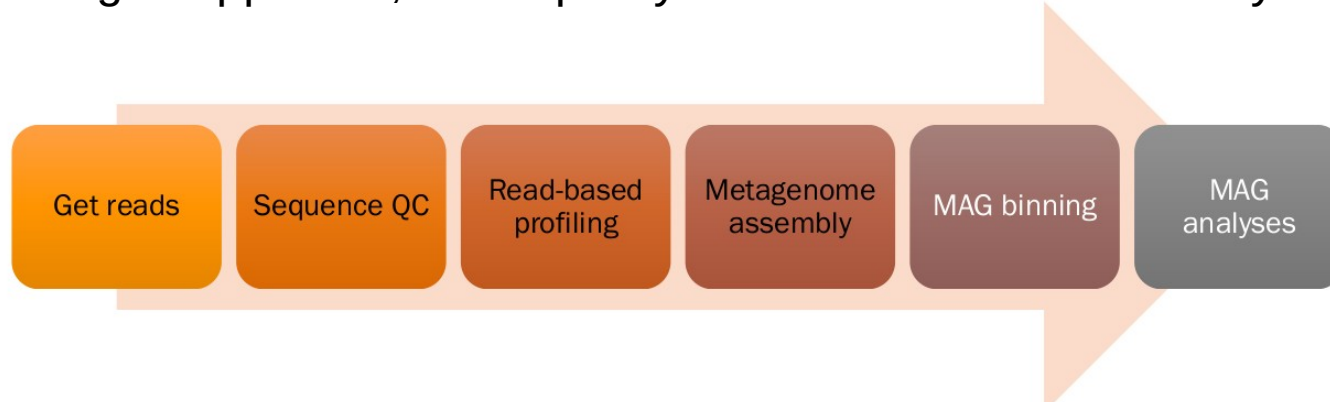 Get reads
Sequence QC
Read-based
profiling
Metagenome
assembly
MAG binning
MAG
analyses